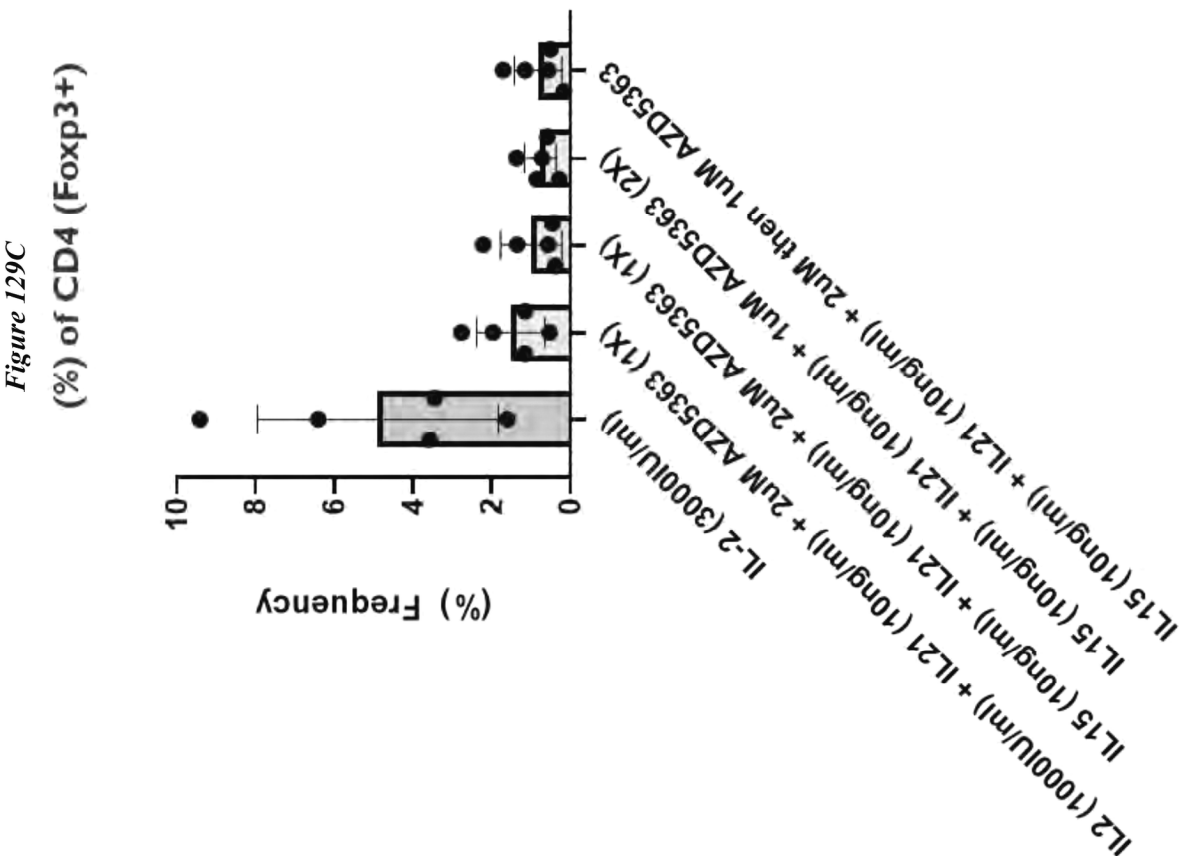 Figure 129C
(%) of CD4 (Foxp3+)
(%) Frequency
10
8
6
4
2
0
IL-2 (3000IU/ml)
IL2 (1000IU/ml) + IL21 (10ng/ml) + 2uM AZD5363 (1X)
IL15 (10ng/ml) + IL21 (10ng/ml) + 2uM AZD5363 (1X)
IL15 (10ng/ml) + IL21 (10ng/ml) + 1uM AZD5363 (2X)
IL15 (10ng/ml) + IL21 (10ng/ml) + 2uM then 1uM AZD5363